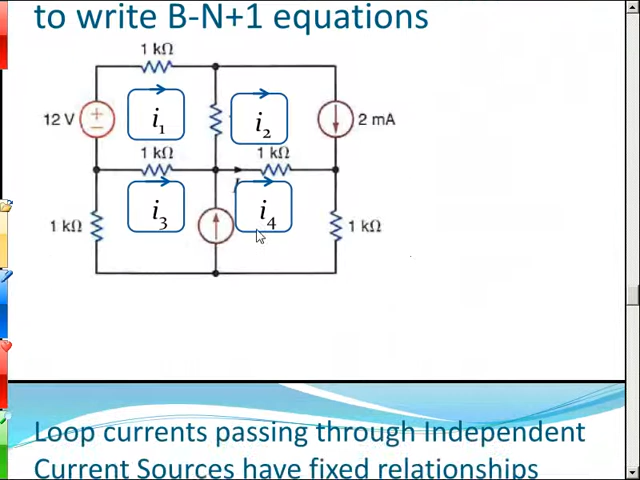 to write B-N+1 equations
1 kΩ
12 V
i1
i2
2 mA
1 kΩ
1 kΩ
1 kΩ
i3
i4
1 kΩ
Loop currents passing through Independent
Current Sources have fixed relationships